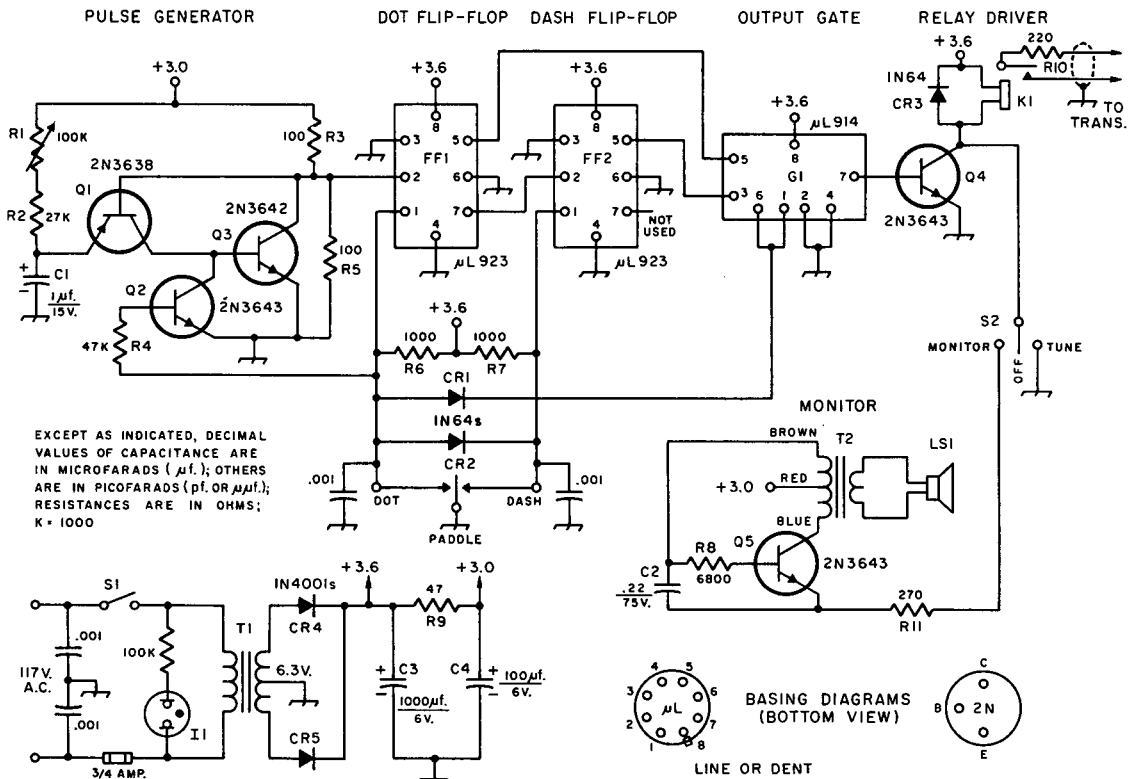 PULSE GENERATOR
DOT FLIP-FLOP
DASH FLIP-FLOP
OUTPUT GATE
RELAY DRIVER
+3.0
R1
100K
100
R3
2N3638
Q1
R2
27K
2N3642
Q3
100
R5
+
C1
-
1μf.
15V.
Q2
2N3643
47K
R4
+3.6
8
3
5
FF1
2
6
1
7
4
μL923
+3.6
8
3
5
FF2
2
6
1
7
NOT
USED
4
μL923
μL914
+3.6
8
5
G1
7
3
6
1
2
4
+3.6
220
R10
1N64
CR3
K1
TO
TRANS.
Q4
2N3643
+3.6
1000
1000
R6
R7
CR1
1N64s
CR2
.001
DOT
DASH
.001
PADDLE
S2
MONITOR
OFF
TUNE
EXCEPT AS INDICATED, DECIMAL
VALUES OF CAPACITANCE ARE
IN MICROFARADS (μf.); OTHERS
ARE IN PICOFARADS (pf. OR μμf.);
RESISTANCES ARE IN OHMS;
K = 1000
MONITOR
BROWN
T2
LS1
+3.0
RED
BLUE
R8
6800
Q5
2N3643
C2
.22
75V.
270
R11
S1
.001
117V.
A.C.
.001
100K
I1
3/4 AMP.
T1
1N4001s
CR4
6.3V.
CR5
+3.6
47
R9
+3.0
+
C3
-
1000μf.
6V.
C4
+
-
100μf.
6V.
4
5
3
6
μL
2
7
1
8
BASING DIAGRAMS
(BOTTOM VIEW)
LINE OR DENT
C
B
2N
E